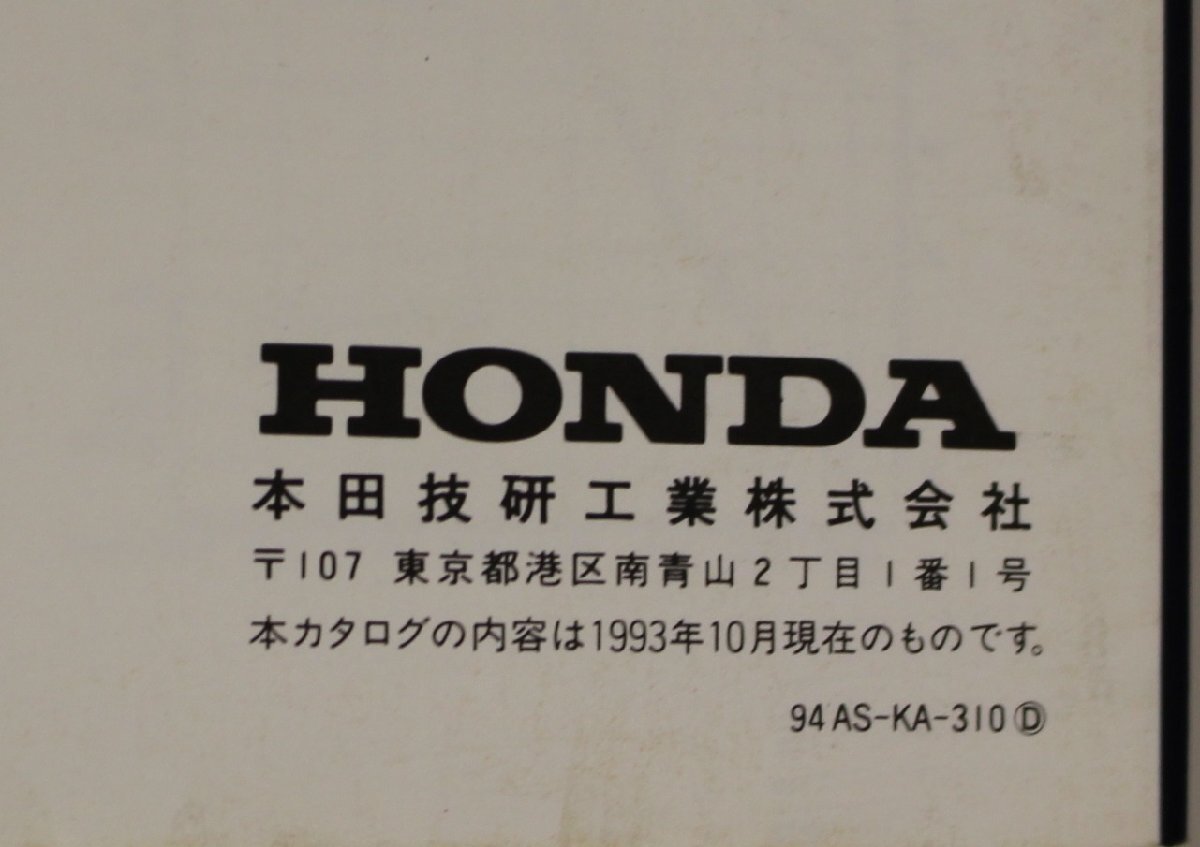 HONDA
本田技研工業株式会社
〒107 東京都港区南青山2丁目1番1号
本カタログの内容は1993年10月現在のものです。
94AS-KA-310Ⓓ